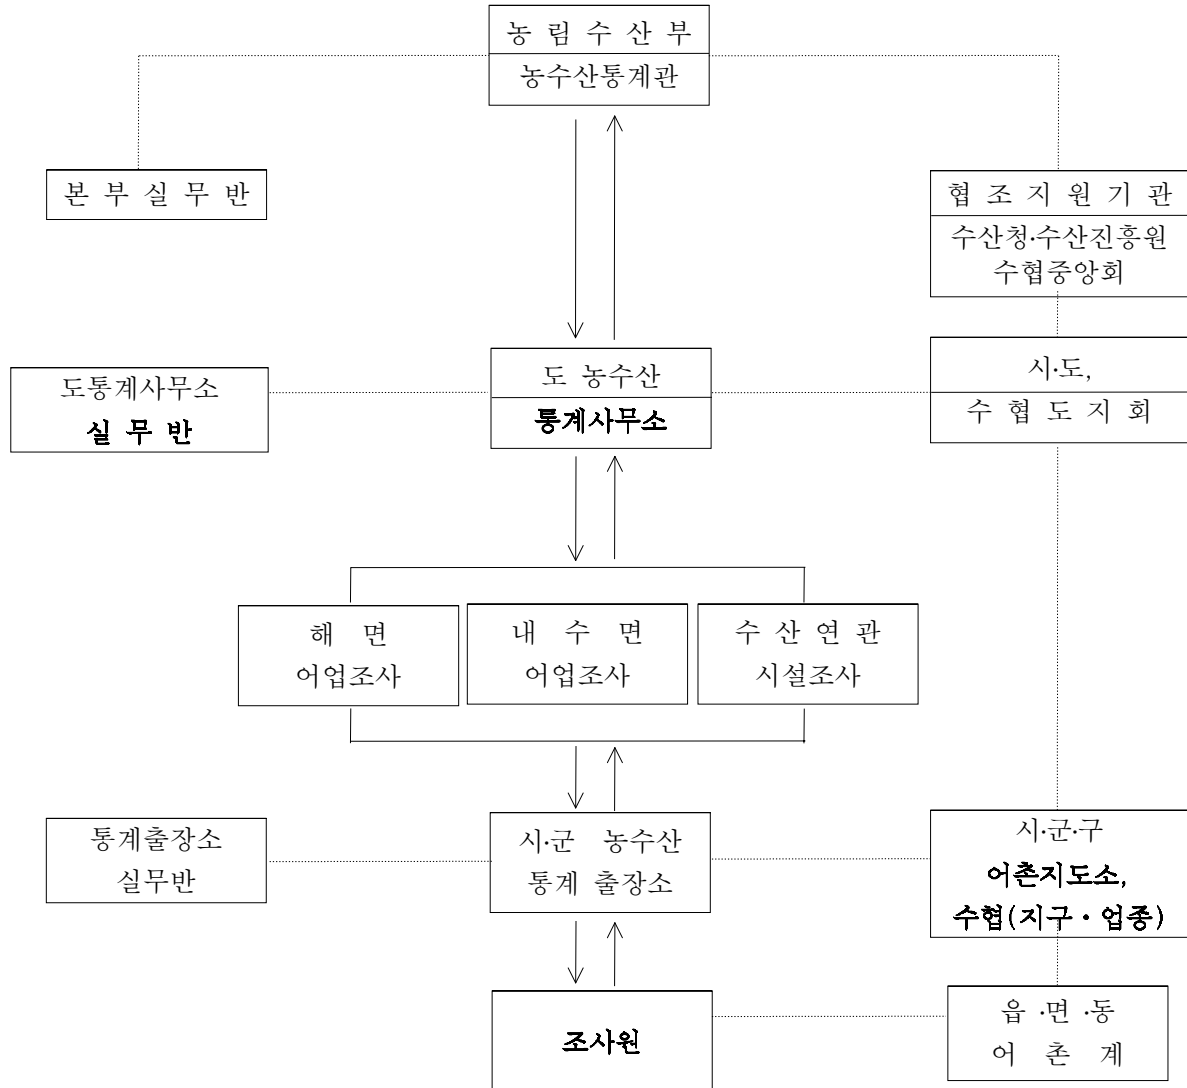 농 림 수 산 부
농수산통계관
본 부 실 무 반
협 조 지 원 기 관
수산청·수산진흥원
수협중앙회
도통계사무소
실 무 반
도 농수산
통계사무소
시·도,
수 협 도 지 회
해 면
어업조사
내 수 면
어업조사
수 산 연 관
시설조사
통계출장소
실무반
시·군 농수산
통계 출장소
시·군·구
어촌지도소,
수협(지구·업종)
조사원
읍 ·면 ·동
어 촌 계